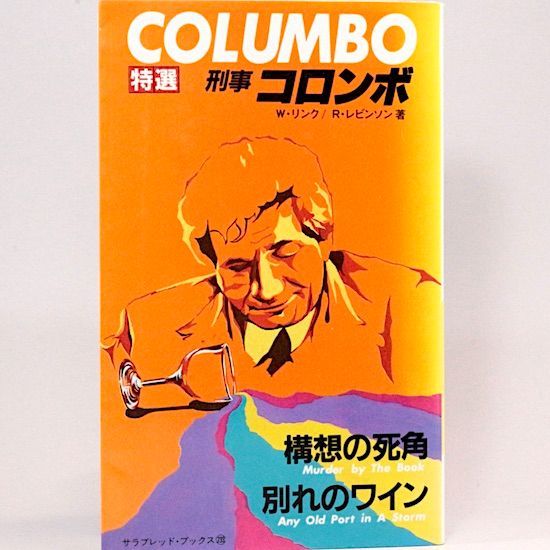 COLUMBO
特選 刑事 コロンボ
W・リンク/R・レビンソン著
構想の死角
Murder by The Book
別れのワイン
Any Old Port in A Storm
サラブレッド・ブックス